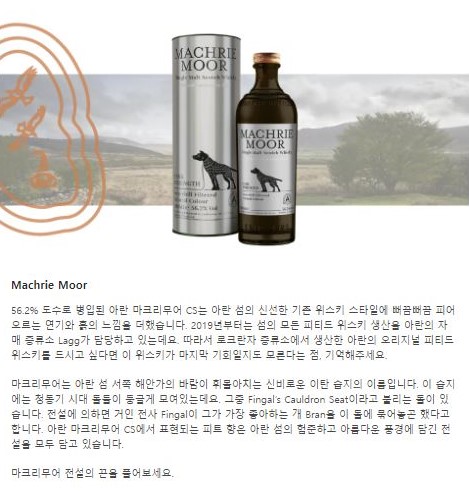 MACHRIE
MOOR
Single Malt Scotch Whisky
STRENGTH
MACHRIE
MOOR
Single Malt Scotch Whisky
Machrie Moor
56.2% 도수로 병입된 아란 마크리무어 CS는 아란 섬의 신선한 기존 위스키 스타일에 뻐끔뻐끔 피어
오르는 연기와 흙의 느낌을 더했습니다. 2019년부터는 섬의 모든 피티드 위스키 생산을 아란의 자
매 증류소 Lagg가 담당하고 있는데요. 따라서 로크란자 증류소에서 생산한 아란의 오리지널 피티드
위스키를 드시고 싶다면 이 위스키가 마지막 기회일지도 모른다는 점, 기억해주세요.
마크리무어는 아란 섬 서쪽 해안가의 바람이 휘몰아치는 신비로운 이탄 습지의 이름입니다. 이 습지
에는 청동기 시대 돌들이 둥글게 모여있는데요. 그중 Fingal's Cauldron Seat이라고 불리는 돌이 있
습니다. 전설에 의하면 거인 전사 Fingal이 그가 가장 좋아하는 개 Bran을 이 돌에 묶어놓곤 했다고
합니다. 아란 마크리무어 CS에서 표현되는 피트 향은 아란 섬의 험준하고 아름다운 풍경에 담긴 전
설을 모두 담고 있습니다.
마크리무어 전설의 끈을 풀어보세요.